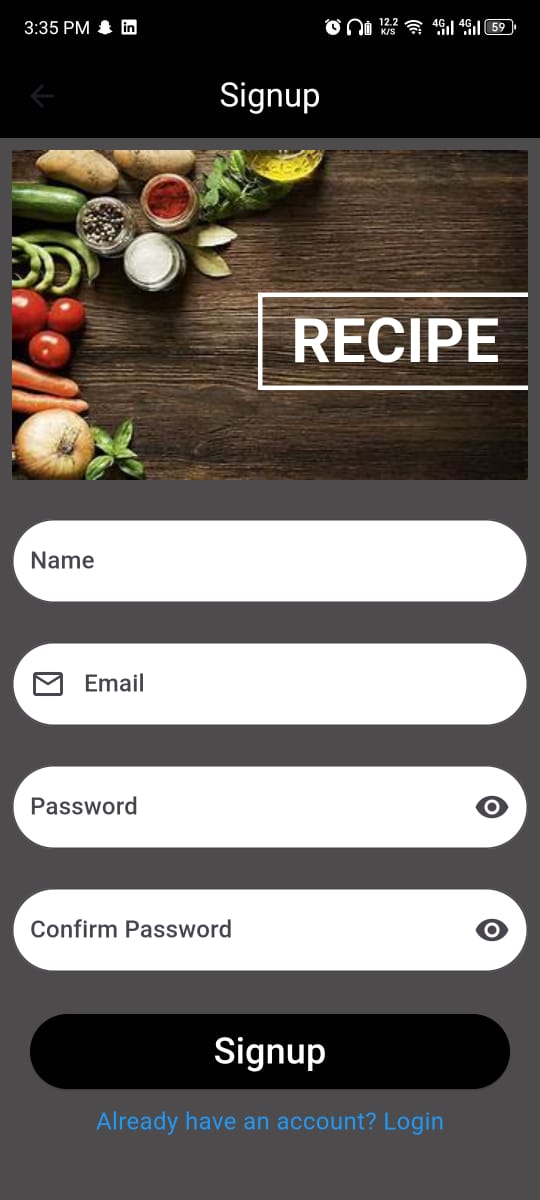 3:35 PM
12.2 K/S 4G 4G 59
Signup
RECIPE
Name
Email
Password
Confirm Password
Signup
Already have an account? Login